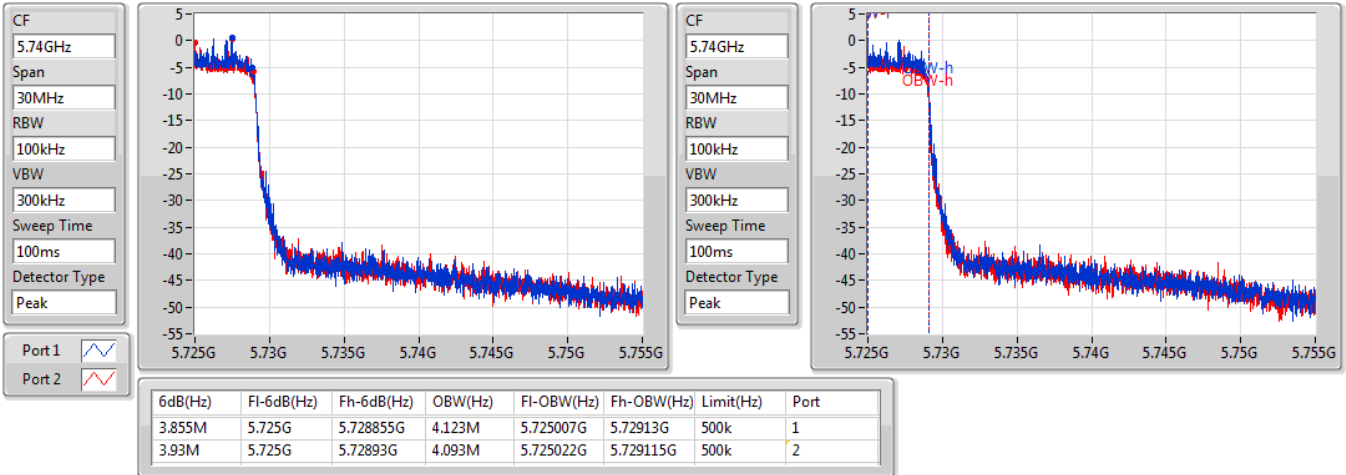 CF
5.74GHz
Span
30MHz
RBW
100kHz
VBW
300kHz
Sweep Time
100ms
Detector Type
Peak
Port 1
Port 2
5
0
-5
-10
-15
-20
-25
-30
-35
-40
-45
-50
-55
5.725G 5.73G 5.735G 5.74G 5.745G 5.75G 5.755G
CF
5.74GHz
Span
30MHz
RBW
100kHz
VBW
300kHz
Sweep Time
100ms
Detector Type
Peak
5
0
-5
-10
-15
-20
-25
-30
-35
-40
-45
-50
-55
OBW-h
5.725G 5.73G 5.735G 5.74G 5.745G 5.75G 5.755G
6dB(Hz) Fl-6dB(Hz) Fh-6dB(Hz) OBW(Hz) Fl-OBW(Hz) Fh-OBW(Hz) Limit(Hz) Port
3.855M 5.725G 5.728855G 4.123M 5.725007G 5.72913G 500k 1
3.93M 5.725G 5.72893G 4.093M 5.725022G 5.729115G 500k 2